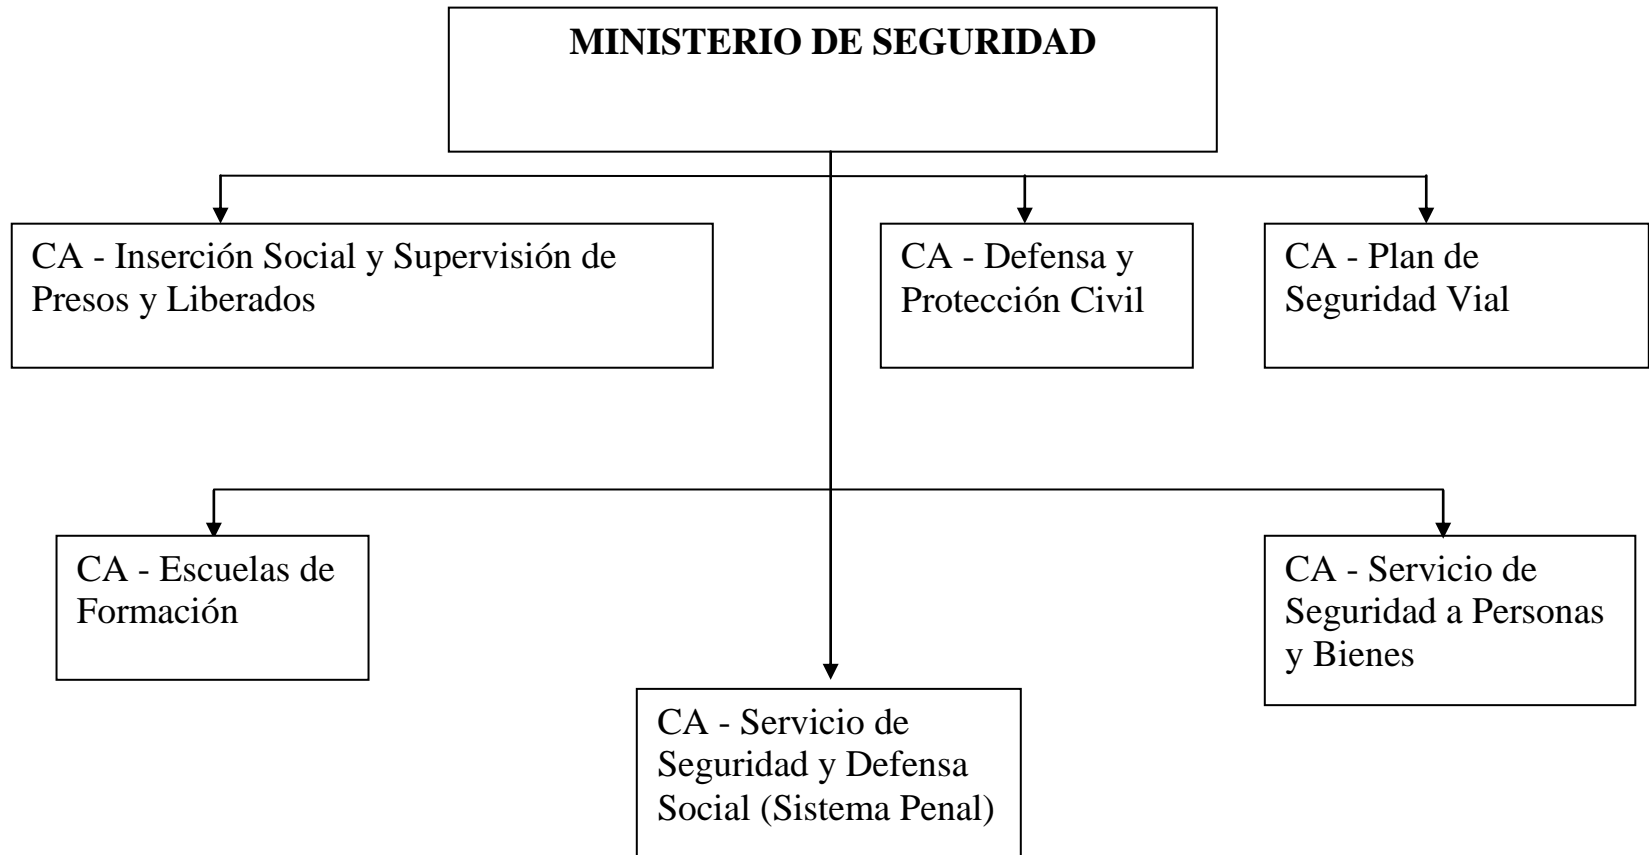 MINISTERIO DE SEGURIDAD
CA - Inserción Social y Supervisión de
Presos y Liberados
CA - Defensa y
Protección Civil
CA - Plan de
Seguridad Vial
CA - Escuelas de
Formación
CA - Servicio de
Seguridad a Personas
y Bienes
CA - Servicio de
Seguridad y Defensa
Social (Sistema Penal)